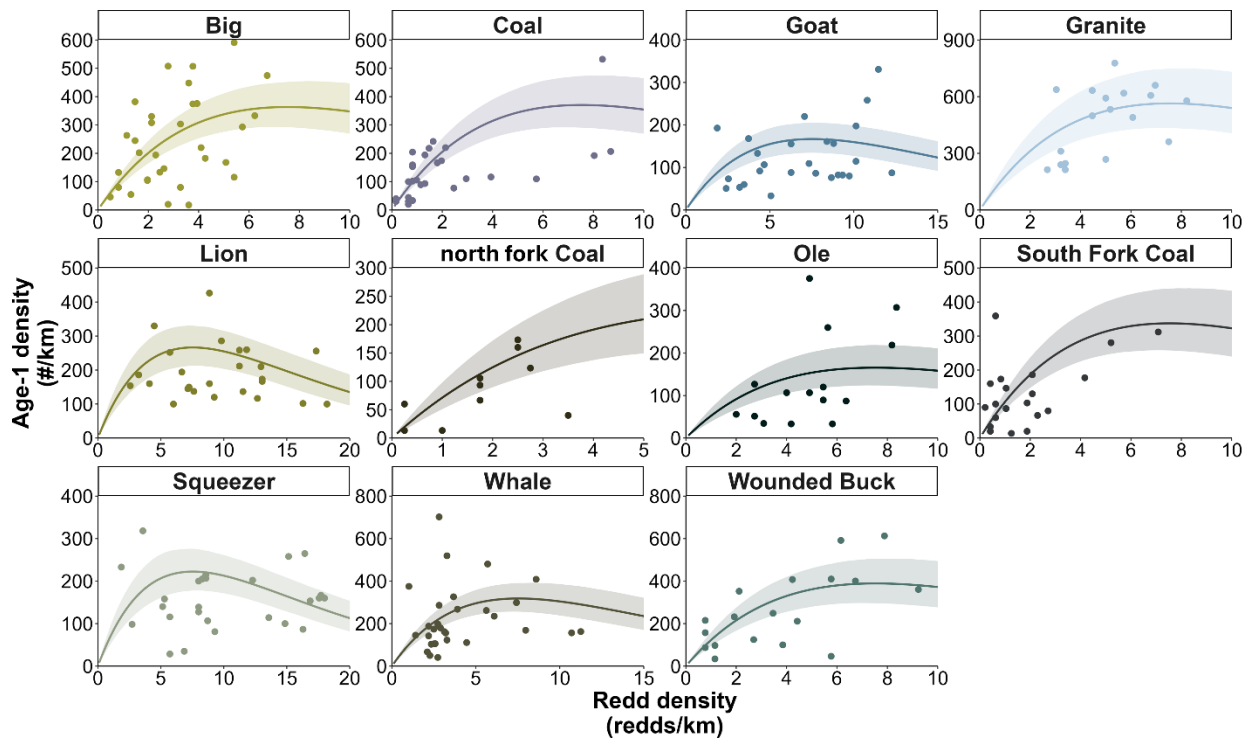 Big
Coal
Goat
Granite
600
500
400
300
200
100
0
0 2 4 6 8 10
600
500
400
300
200
100
0
0 2 4 6 8 10
400
300
200
100
0
0 5 10 15
900
600
300
0
0 2 4 6 8 10
Lion
north fork Coal
Ole
South Fork Coal
500
400
300
200
100
0
0 5 10 15 20
300
250
200
150
100
50
0
0 1 2 3 4 5
400
300
200
100
0
0 2 4 6 8 10
500
400
300
200
100
0
0 2 4 6 8 10
Squeezer
Whale
Wounded Buck
400
300
200
100
0
0 5 10 15 20
800
600
400
200
0
0 5 10 15
800
600
400
200
0
0 2 4 6 8 10
Age-1 density
(#/km)
Redd density
(redds/km)